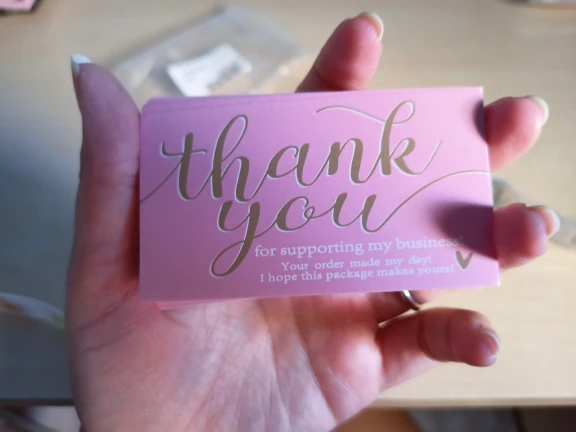 thank
you
for supporting my business!
Your order made my day!
I hope this package makes yours!